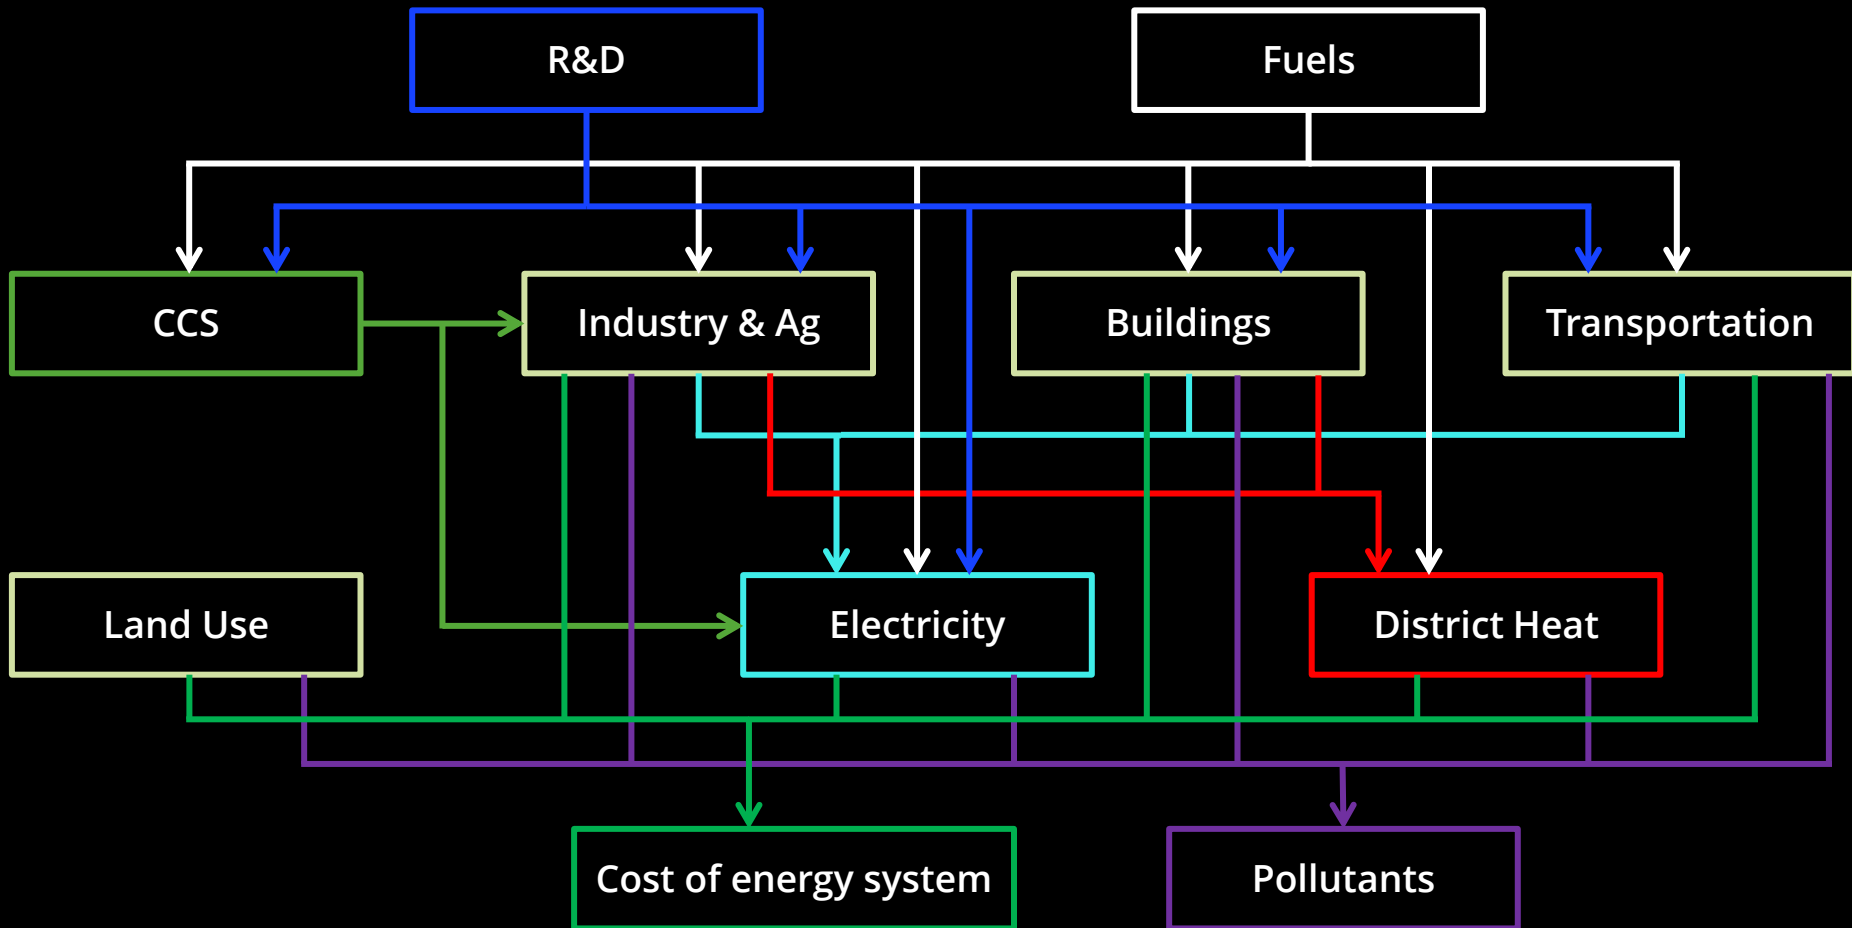 R&D
Fuels
CCS
Industry & Ag
Buildings
Transportation
Land Use
Electricity
District Heat
Cost of energy system
Pollutants